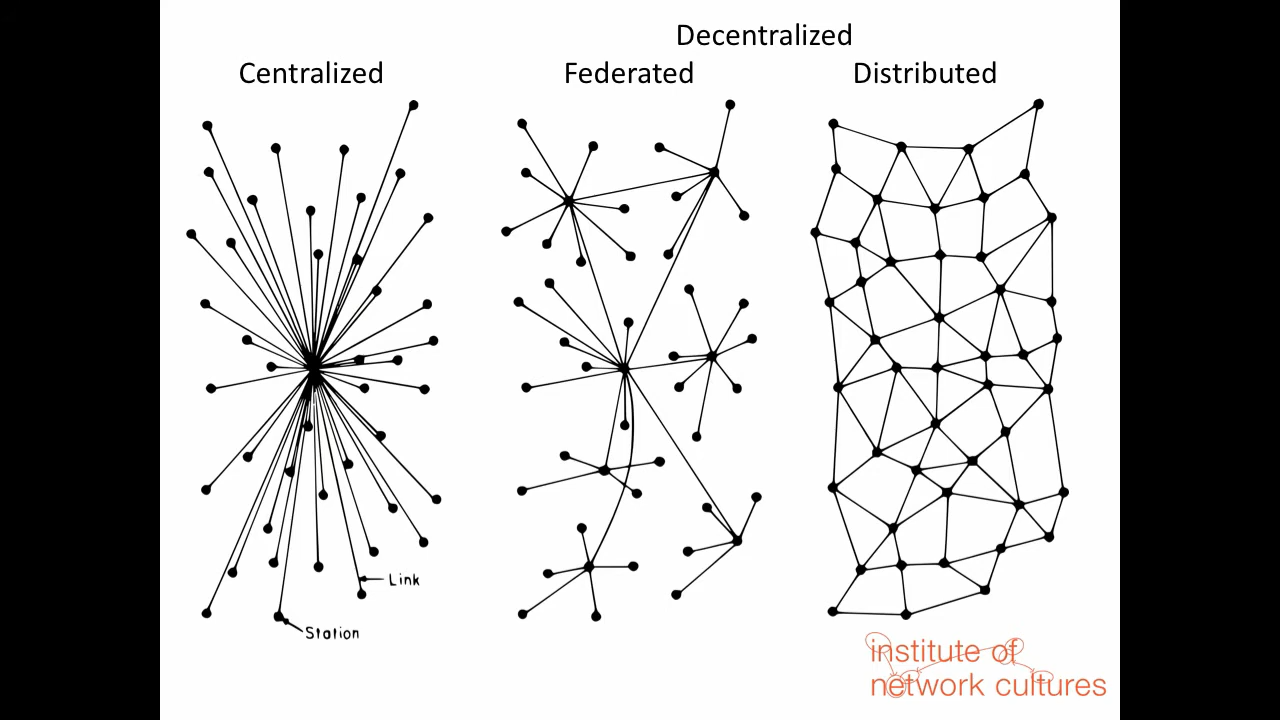 Decentralized
Centralized
Federated
Distributed
Link
Station
institute of
network cultures